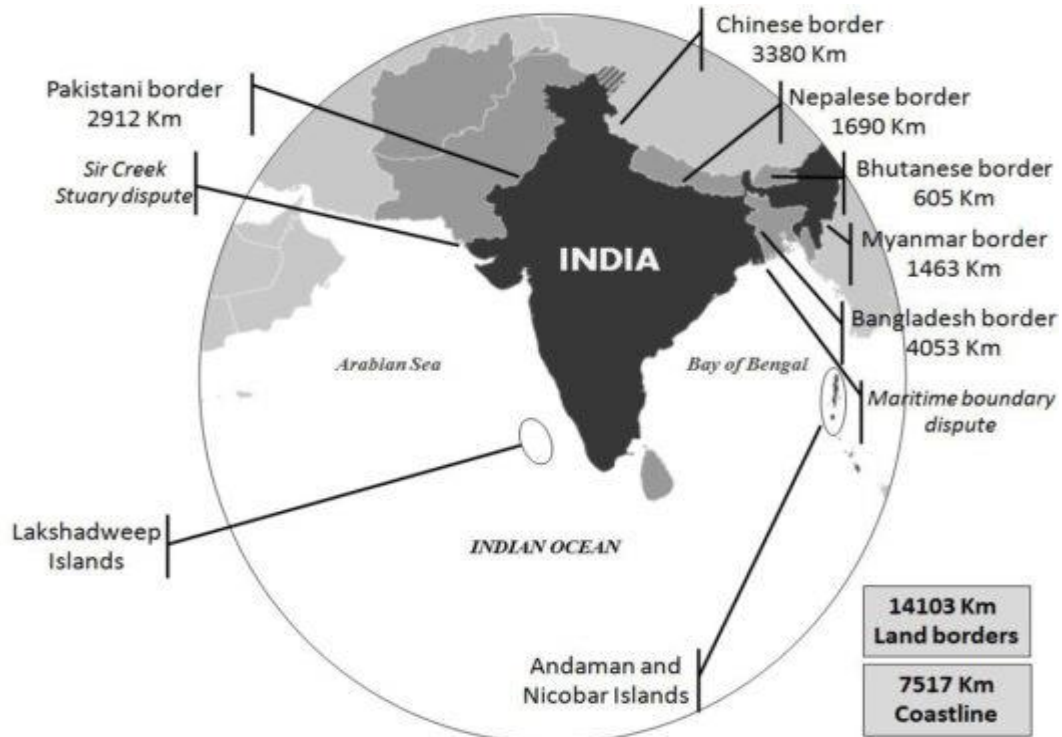 Chinese border
3380 Km
Pakistani border
2912 Km
Nepalese border
1690 Km
Sir Creek
Stuary dispute
Bhutanese border
605 Km
Myanmar border
1463 Km
INDIA
Bangladesh border
4053 Km
Arabian Sea
Bay of Bengal
Maritime boundary
dispute
Lakshadweep
Islands
INDIAN OCEAN
14103 Km
Land borders
Andaman and
Nicobar Islands
7517 Km
Coastline